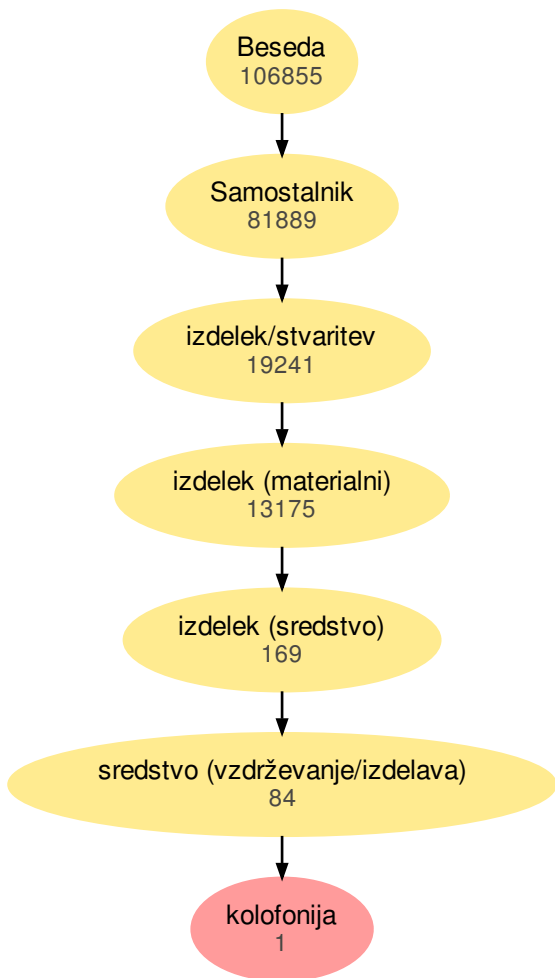 Beseda
106855
Samostalnik
81889
izdelek/stvaritev
19241
izdelek (materialni)
13175
izdelek (sredstvo)
169
sredstvo (vzdrževanje/izdelava)
84
kolofonija
1